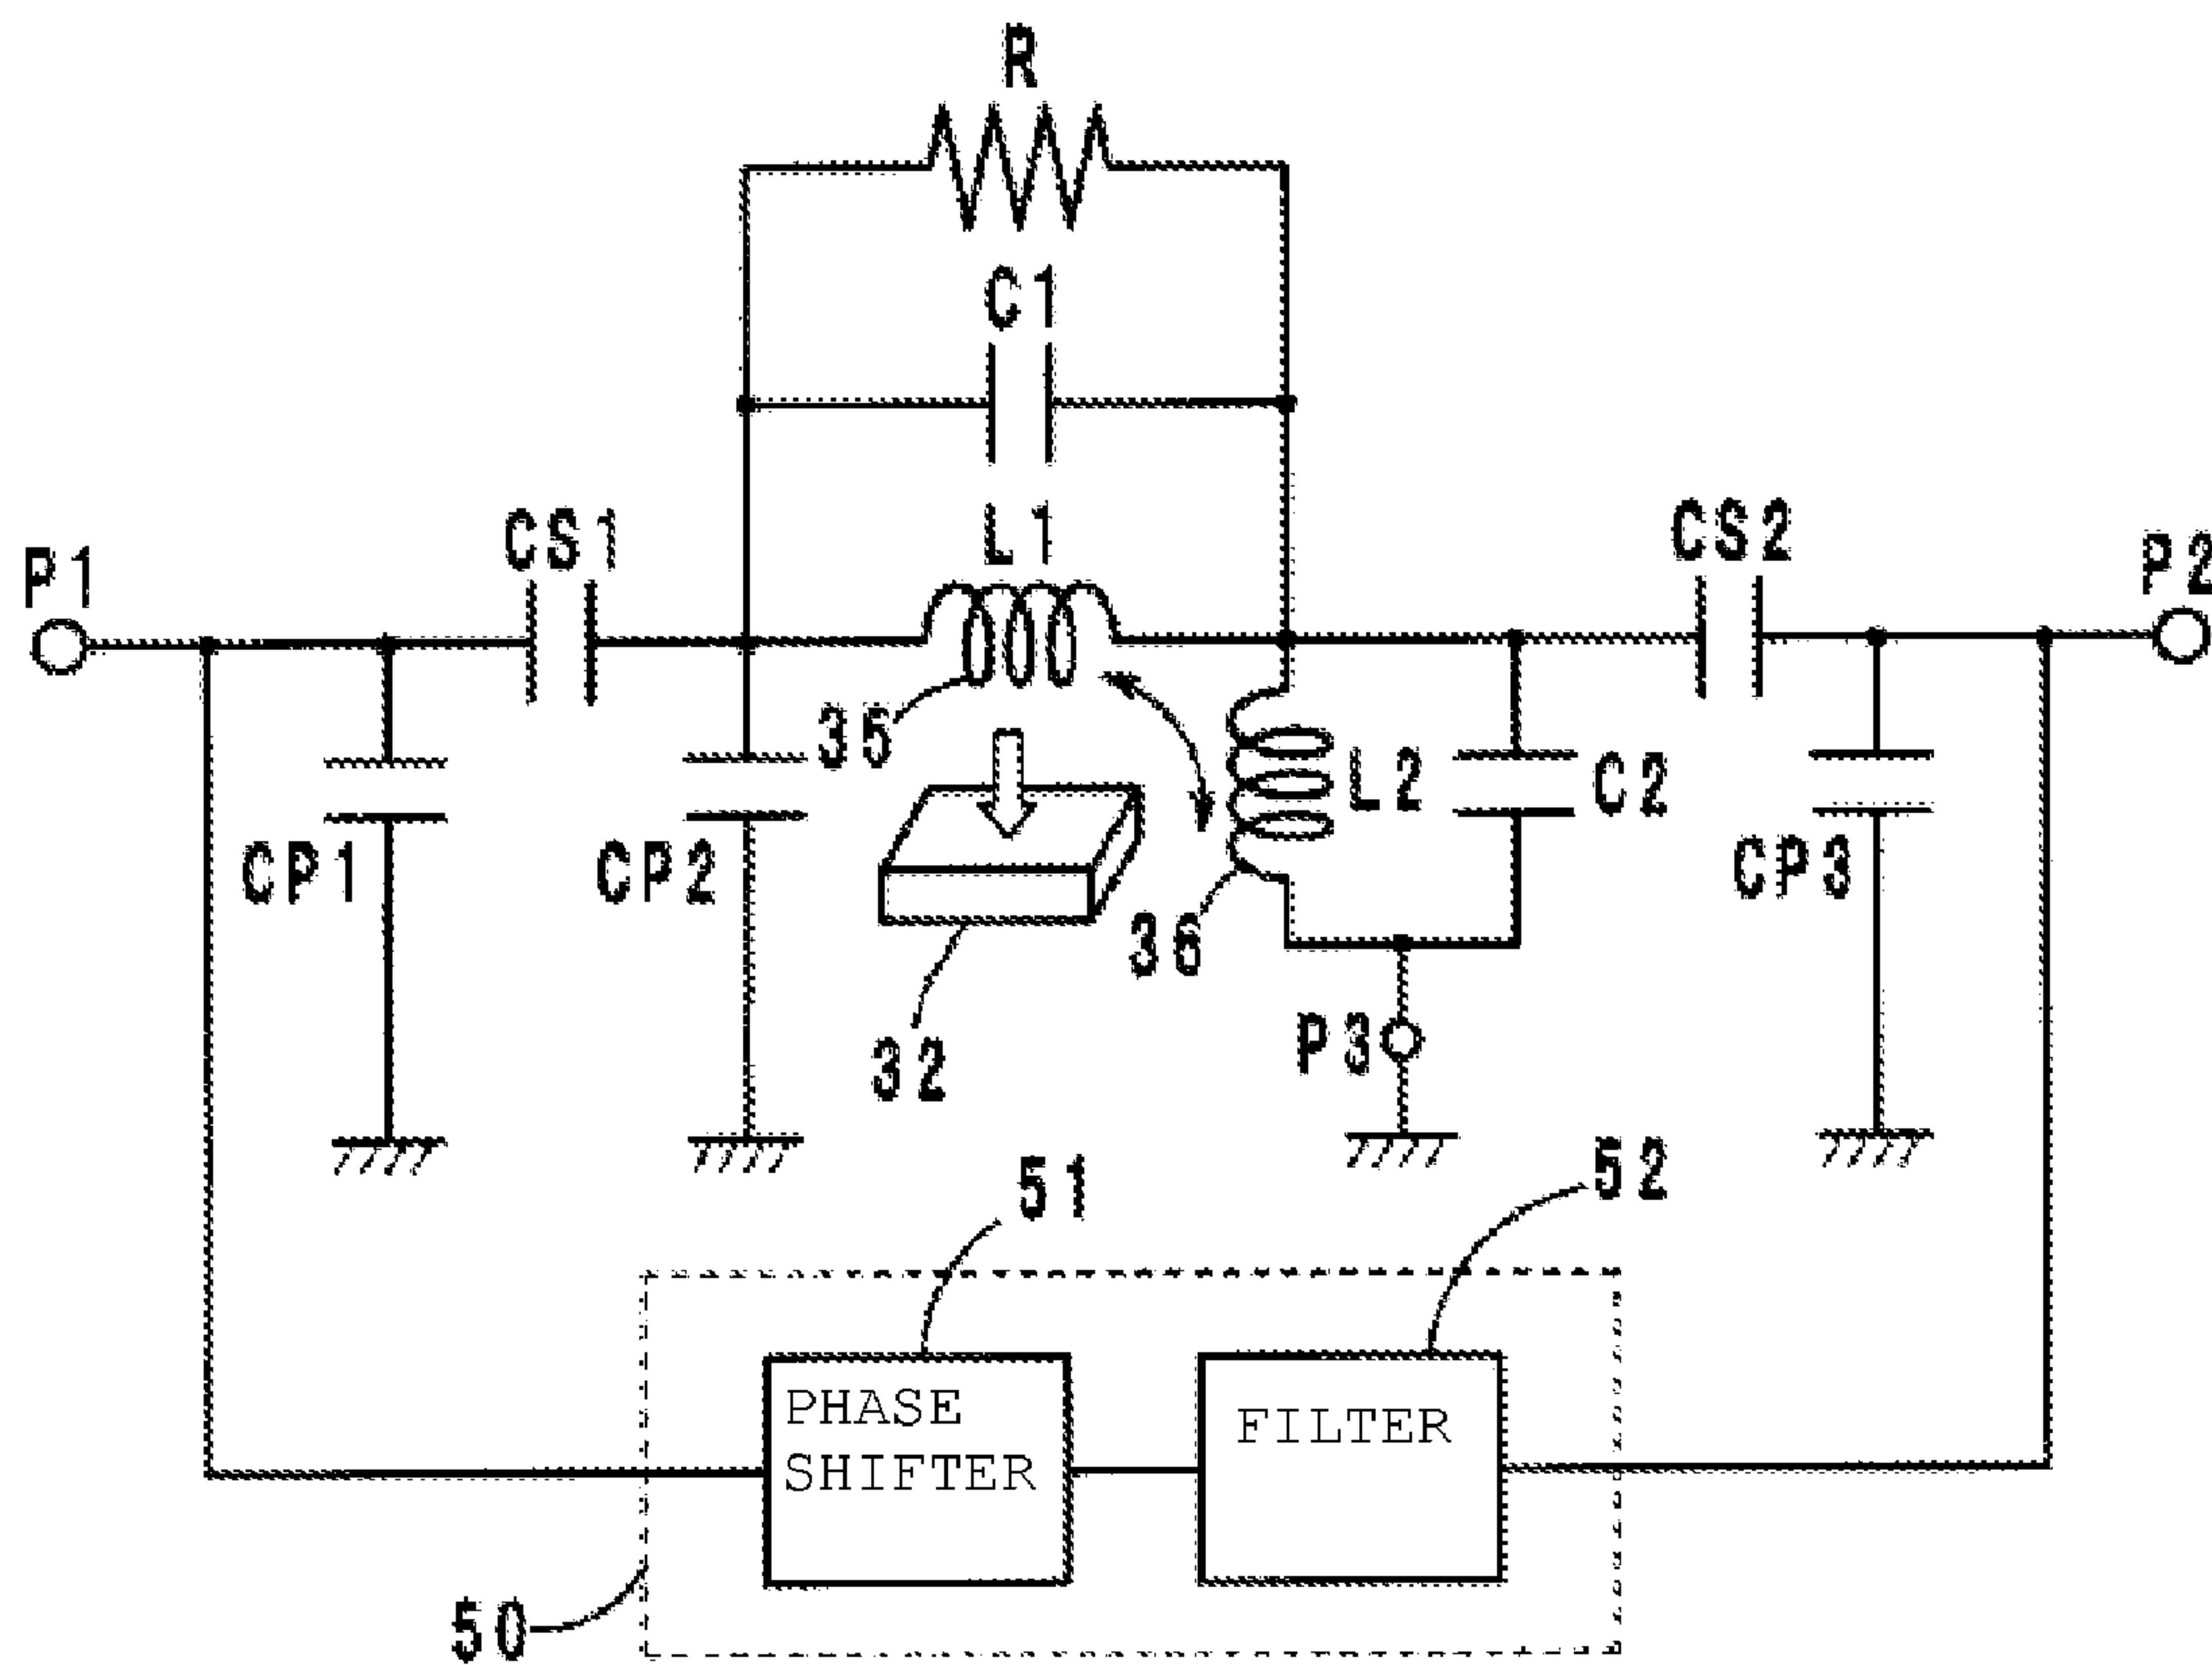 R
C1
L1
CS1
CS2
P1
P2
35
L2
C2
CP1
CP2
CP3
36
32
P3
51
52
PHASE
SHIFTER
FILTER
50